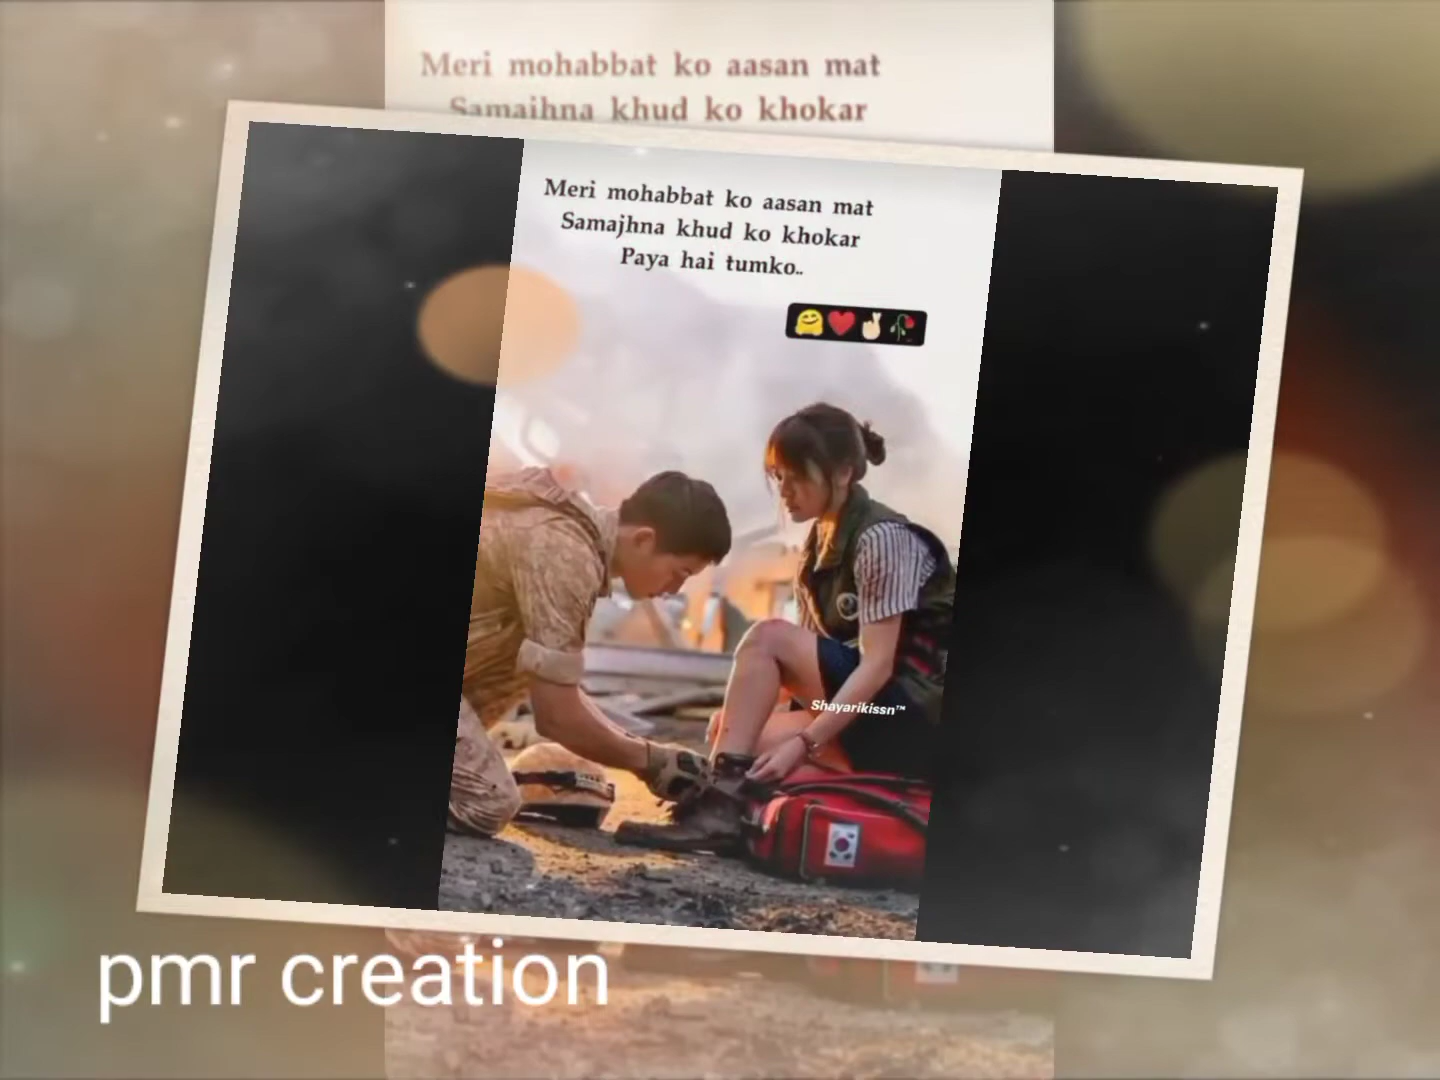 Meri mohabbat ko aasan mat
Samajhna khud ko khokar
Meri mohabbat ko aasan mat
Samajhna khud ko khokar
Paya hai tumko..
Shayarikissn™
pmr creation